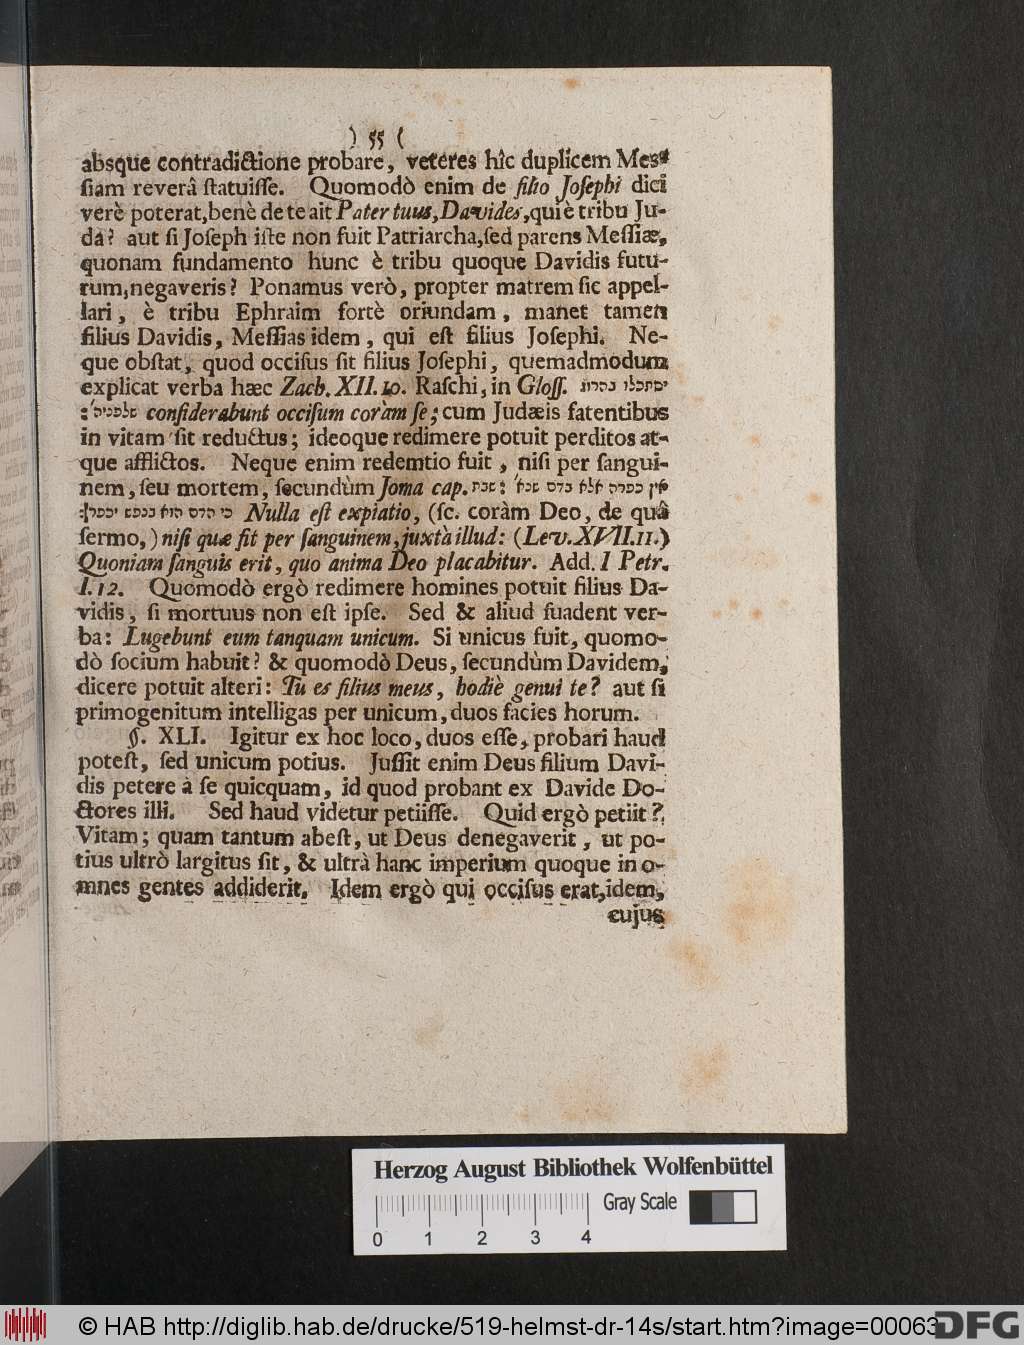 ) 55 (
absque contradictione probare, veteres hîc duplicem Mes-
ſiam reverâ ſtatuiſſe. Quomodò enim de filio Joſephi dici
verè poterat, benè de te ait Pater tuus, Davides, qui è tribu Ju-
da? aut ſi Joſeph iſte non fuit Patriarcha, ſed parens Meſſiæ,
quonam fundamento hunc è tribu quoque Davidis futu-
rum, negaveris? Ponamus verò, propter matrem ſic appel-
lari, è tribu Ephraim fortè oriundam, manet tamen
filius Davidis, Meſſias idem, qui eſt filius Joſephi. Ne-
que obſtat, quod occiſus ſit filius Joſephi, quemadmodum
explicat verba hæc Zach. XII. 10. Raſchi, in Gloſſ.
conſiderabunt occiſum coràm ſe; cum Judæis fatentibus
in vitam ſit reductus; ideoque redimere potuit perditos at-
que afflictos. Neque enim redemtio fuit, niſi per ſangui-
nem, ſeu mortem, ſecundùm Joma cap. אין כפרה אלא בדם שנא׳
כי הדם הוא בנפש יכפר: Nulla eſt expiatio, (ſc. coràm Deo, de quâ
ſermo,) niſi quæ fit per ſanguinem, juxtà illud: (Lev. XVII. 11.)
Quoniam ſanguis erit, quo anima Deo placabitur. Add. 1 Petr.
I. 12. Quomodò ergò redimere homines potuit filius Da-
vidis, ſi mortuus non eſt ipſe. Sed & aliud ſuadent ver-
ba: Lugebunt eum tanquam unicum. Si unicus fuit, quomo-
dò ſocium habuit? & quomodò Deus, ſecundùm Davidem,
dicere potuit alteri: Tu es filius meus, hodiè genui te? aut ſi
primogenitum intelligas per unicum, duos facies horum.
§. XLI. Igitur ex hoc loco, duos eſſe, probari haud
poteſt, ſed unicum potius. Juſſit enim Deus filium Davi-
dis petere à ſe quicquam, id quod probant ex Davide Do-
ctores illi. Sed haud videtur petiiſſe. Quid ergò petiit?
Vitam; quam tantum abeſt, ut Deus denegaverit, ut po-
tius ultrò largitus ſit, & ultrà hanc imperium quoque in o-
mnes gentes addiderit. Idem ergò qui occiſus erat, idem,
cujus
Herzog August Bibliothek Wolfenbüttel
Gray Scale
0 1 2 3 4
© HAB http://diglib.hab.de/drucke/519-helmst-dr-14s/start.htm?image=00063
DFG